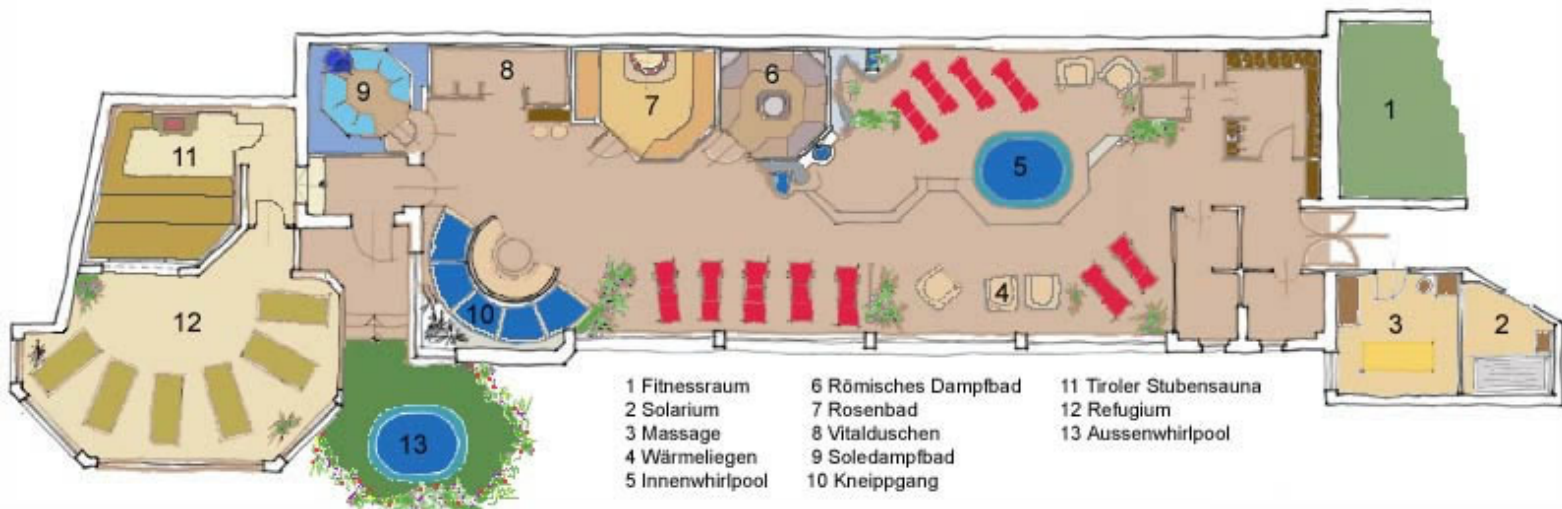 8
6
9
7
1
11
5
12
10
4
3
2
13
1 Fitnessraum
2 Solarium
3 Massage
4 Wärmeliegen
5 Innenwhirlpool
6 Römisches Dampfbad
7 Rosenbad
8 Vitalduschen
9 Soledampfbad
10 Kneippgang
11 Tiroler Stubensauna
12 Refugium
13 Aussenwhirlpool